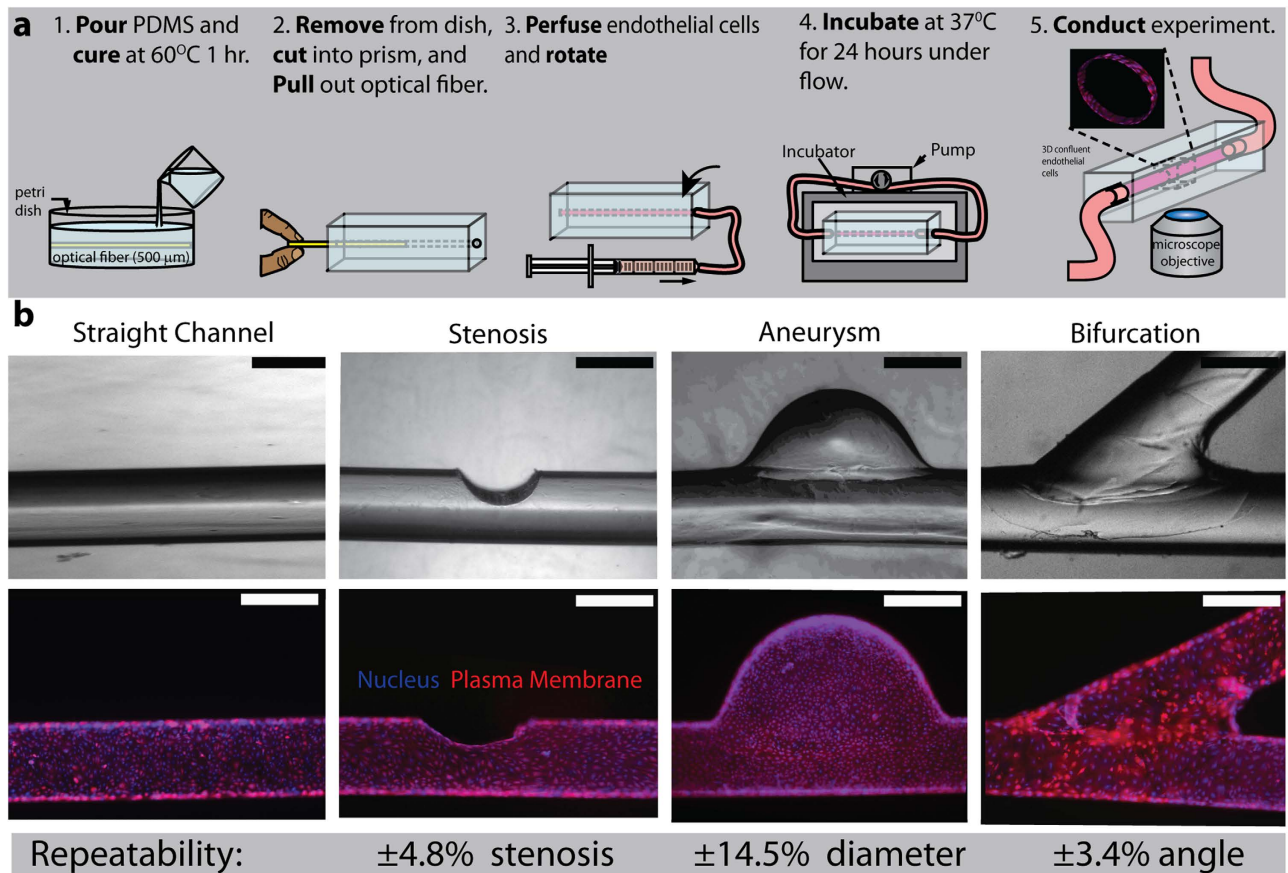 a
1. Pour PDMS and
cure at 60⁰C 1 hr.
petri
dish
optical fiber (500 µm)
2. Remove from dish,
cut into prism, and
Pull out optical fiber.
3. Perfuse endothelial cells
and rotate
4. Incubate at 37⁰C
for 24 hours under
flow.
Incubator
Pump
5. Conduct experiment.
3D confluent
endothelial
cells
microscope
objective
b
Straight Channel
Stenosis
Aneurysm
Bifurcation
Nucleus Plasma Membrane
Repeatability: ±4.8% stenosis ±14.5% diameter ±3.4% angle